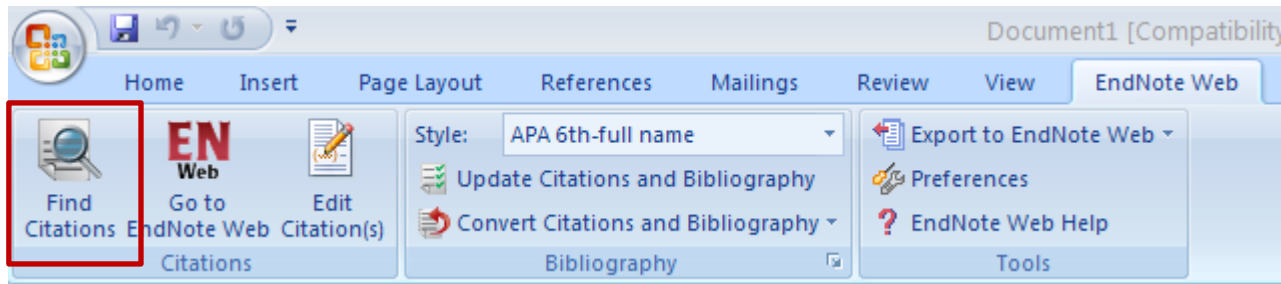 Document1 [Compatibility
Home Insert Page Layout References Mailings Review View EndNote Web
EN
Web
Find
Citations
Go to
EndNote Web
Edit
Citation(s)
Citations
Style: APA 6th-full name
Update Citations and Bibliography
Convert Citations and Bibliography
Bibliography
Export to EndNote Web
Preferences
? EndNote Web Help
Tools